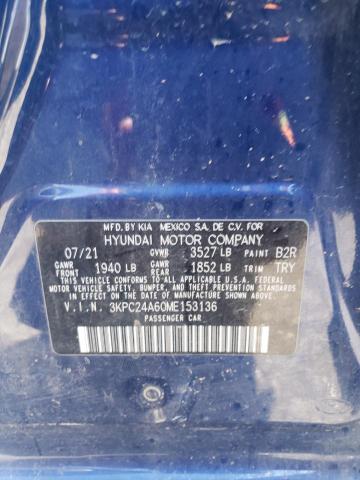 MFD BY KIA MEXICO S.A. DE C.V. FOR
HYUNDAI MOTOR COMPANY
07/21 GVWR 3527 LB PAINT B2R
GAWR FRONT 1940 LB GAWR REAR 1852 LB TRIM TRY
THIS VEHICLE CONFORMS TO ALL APPLICABLE U.S.A. FEDERAL
MOTOR VEHICLE SAFETY, BUMPER, AND THEFT PREVENTION
STANDARDS IN EFFECT ON THE DATE OF MANUFACTURE SHOWN ABOVE.
V.I.N. 3KPC24A60ME153136
PASSENGER CAR